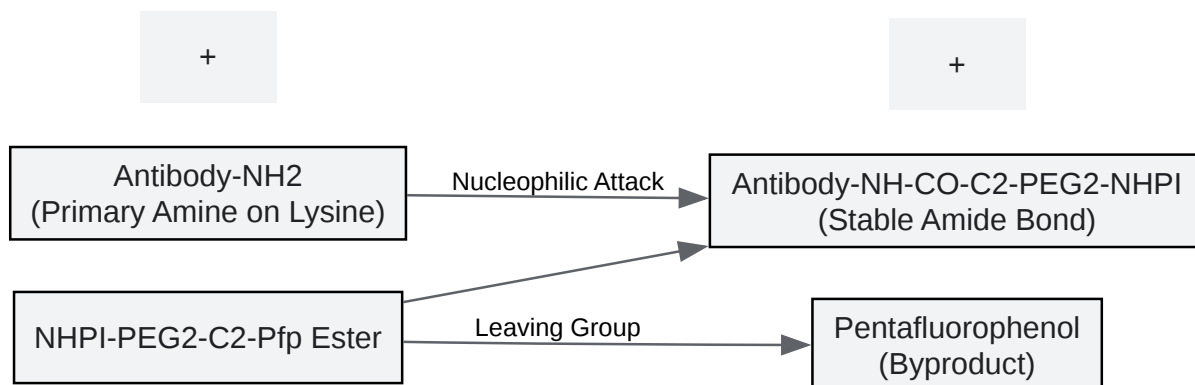 +
+
Antibody-NH2
(Primary Amine on Lysine)
Nucleophilic Attack
Antibody-NH-CO-C2-PEG2-NHPI
(Stable Amide Bond)
NHPI-PEG2-C2-Pfp Ester
Leaving Group
Pentafluorophenol
(Byproduct)